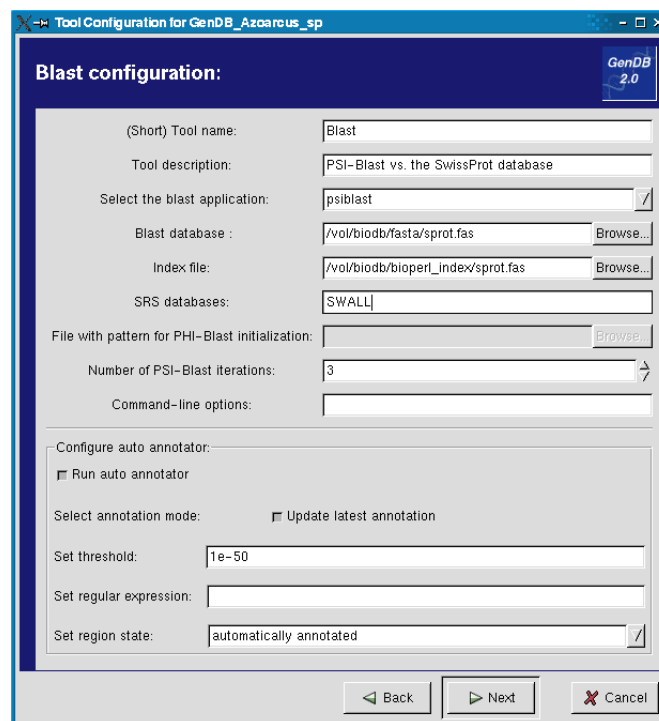 Tool Configuration for GenDB_Azoarcus_sp
Blast configuration:
GenDB
2.0
(Short) Tool name: Blast
Tool description: PSI-Blast vs. the SwissProt database
Select the blast application: psiblast
Blast database : /vol/biodb/fasta/sprot.fas Browse...
Index file: /vol/biodb/bioperl_index/sprot.fas Browse...
SRS databases: SWALL
File with pattern for PHI-Blast initialization: Browse...
Number of PSI-Blast iterations: 3
Command-line options:
Configure auto annotator:
Run auto annotator
Select annotation mode: Update latest annotation
Set threshold: 1e-50
Set regular expression:
Set region state: automatically annotated
Back Next Cancel